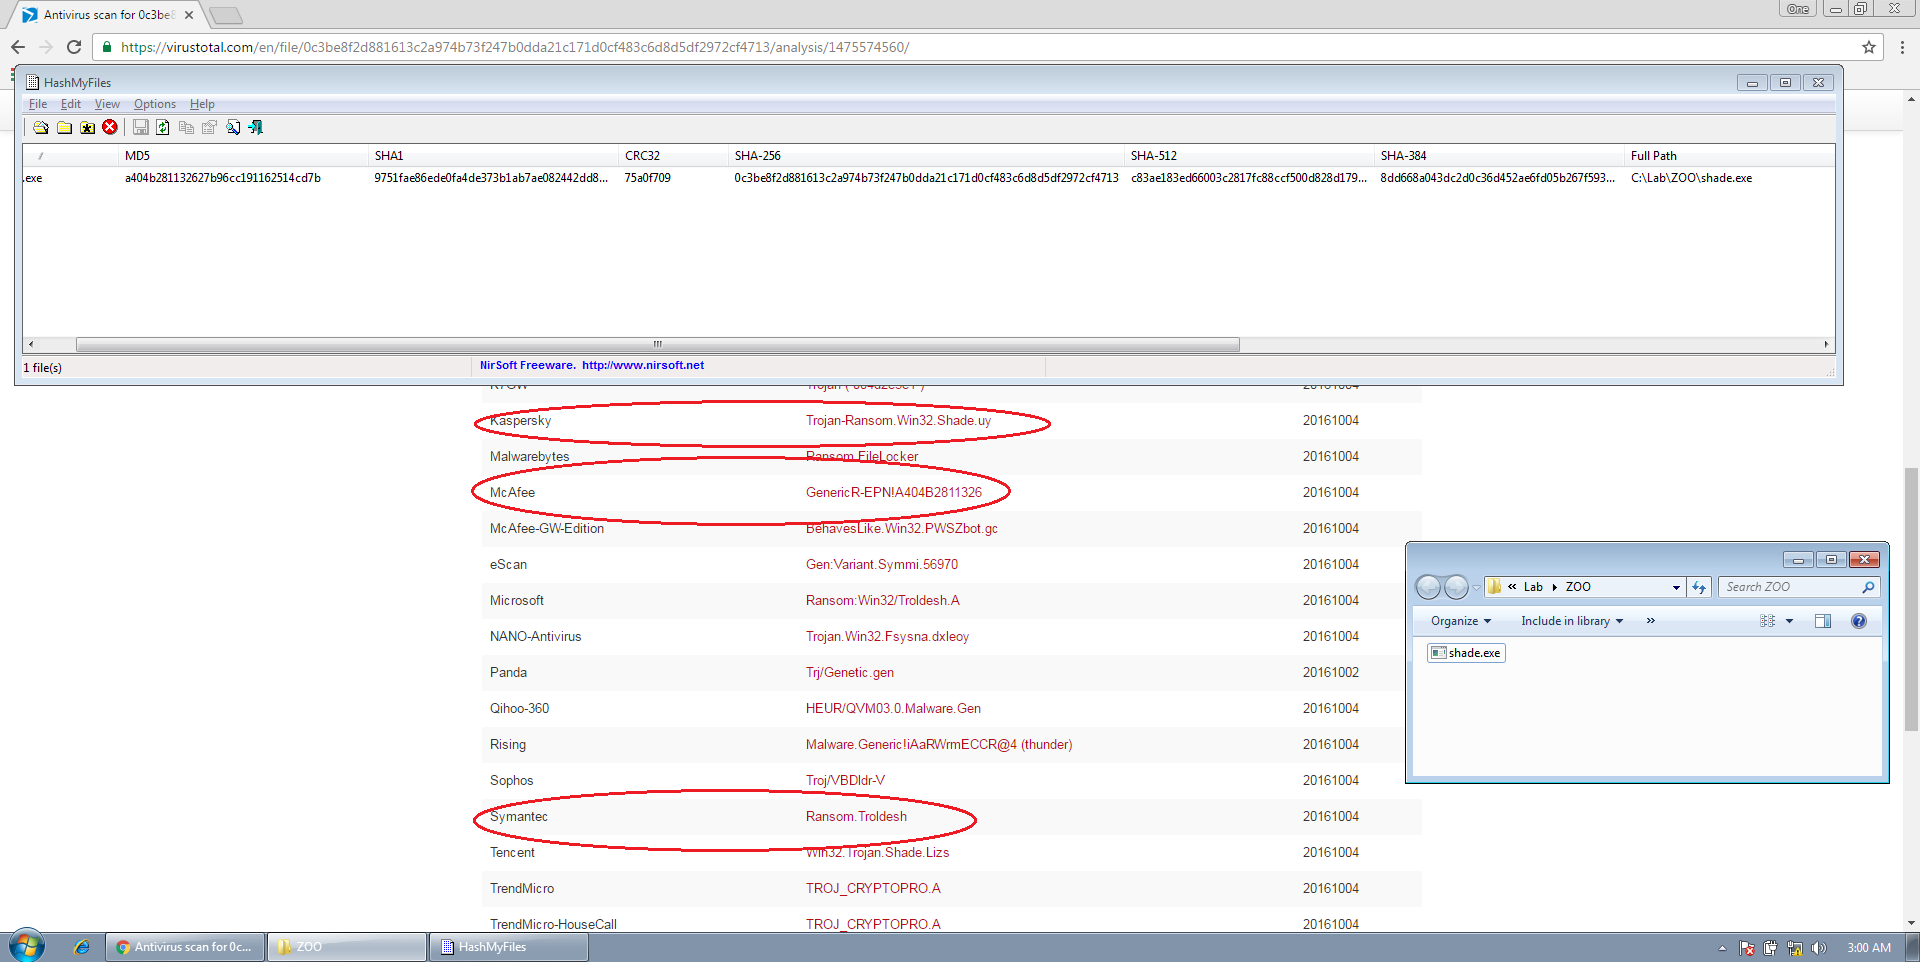 Antivirus scan for 0c3be8
One
https://virustotal.com/en/file/0c3be8f2d881613c2a974b73f247b0dda21c171d0cf483c6d8d5df2972cf4713/analysis/1475574560/
HashMyFiles
File Edit View Options Help
MD5 SHA1 CRC32 SHA-256 SHA-512 SHA-384 Full Path
.exe a404b281132627b96cc191162514cd7b 9751fae86ede0fa4de373b1ab7ae082442dd8... 75a0f709 0c3be8f2d881613c2a974b73f247b0dda21c171d0cf483c6d8d5df2972cf4713 c83ae183ed66003c2817fc88ccf500d828d179... 8dd668a043dc2d0c36d452ae6fd05b267f593... C:\Lab\ZOO\shade.exe
1 file(s) NirSoft Freeware. http://www.nirsoft.net
20161004
Kaspersky Trojan-Ransom.Win32.Shade.uy 20161004
Malwarebytes Ransom.FileLocker 20161004
McAfee GenericR-EPN!A404B2811326 20161004
McAfee-GW-Edition BehavesLike.Win32.PWSZbot.gc 20161004
eScan Gen:Variant.Symmi.56970 20161004
Microsoft Ransom:Win32/Troldesh.A 20161004
NANO-Antivirus Trojan.Win32.Fsysna.dxleoy 20161004
Panda Trj/Genetic.gen 20161002
Qihoo-360 HEUR/QVM03.0.Malware.Gen 20161004
Rising Malware.Generic!iAaRWrmECCR@4 (thunder) 20161004
Sophos Troj/VBDldr-V 20161004
Symantec Ransom.Troldesh 20161004
Tencent Win32.Trojan.Shade.Lizs 20161004
TrendMicro TROJ_CRYPTOPRO.A 20161004
TrendMicro-HouseCall TROJ_CRYPTOPRO.A 20161004
« Lab ZOO Search ZOO
Organize Include in library »
shade.exe
Antivirus scan for 0c... ZOO HashMyFiles 3:00 AM